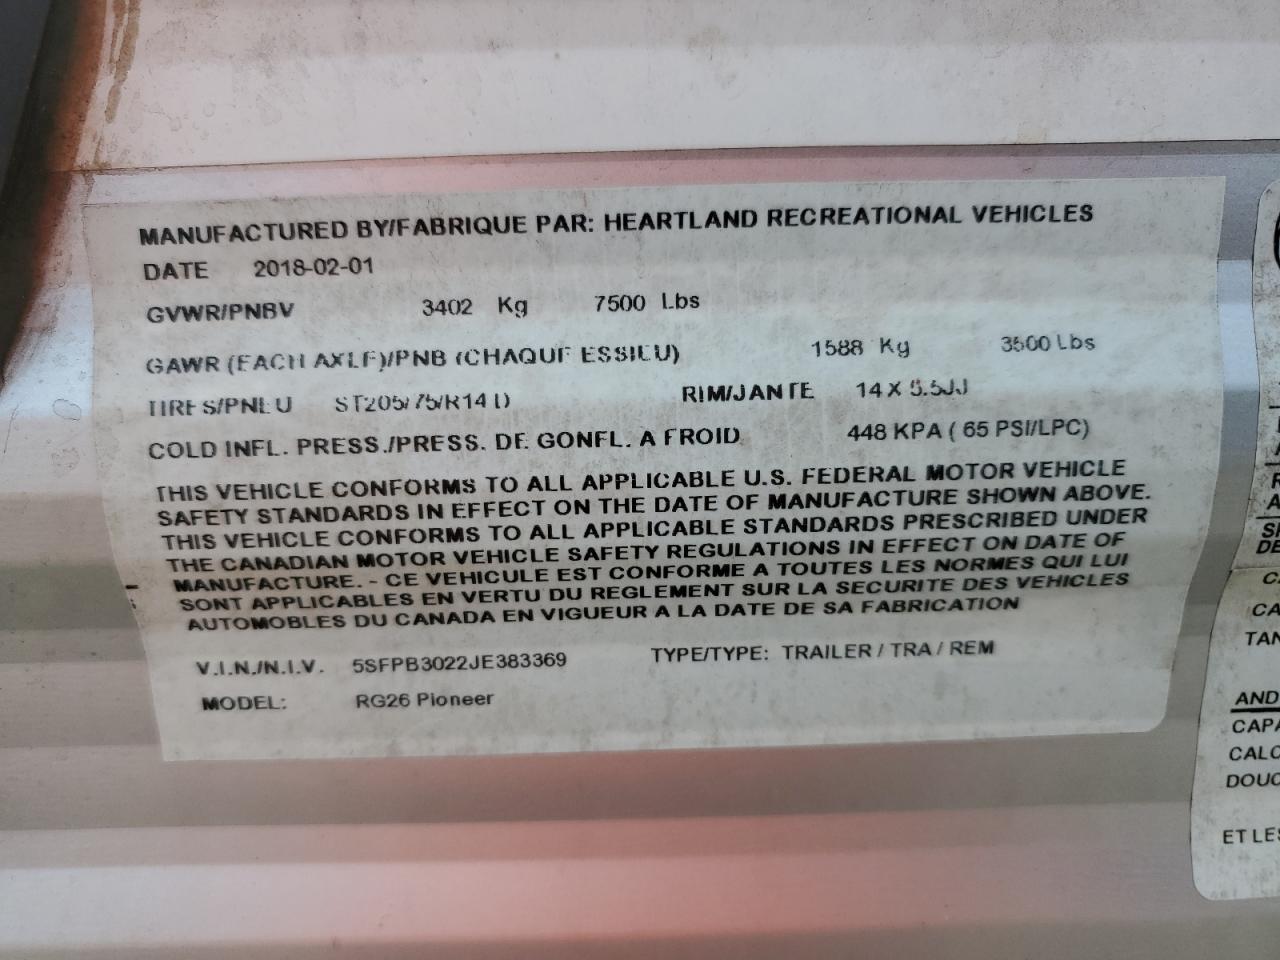 MANUFACTURED BY/FABRIQUE PAR: HEARTLAND RECREATIONAL VEHICLES
DATE 2018-02-01
GVWR/PNBV 3402 Kg 7500 Lbs
GAWR (EACH AXLE)/PNB (CHAQUE ESSIEU) 1588 Kg 3500 Lbs
TIRES/PNEU ST205/75/R14 D RIM/JANTE 14 X 5.5JJ
COLD INFL. PRESS./PRESS. DE GONFL. A FROID 448 KPA ( 65 PSI/LPC)
THIS VEHICLE CONFORMS TO ALL APPLICABLE U.S. FEDERAL MOTOR VEHICLE
SAFETY STANDARDS IN EFFECT ON THE DATE OF MANUFACTURE SHOWN ABOVE.
THIS VEHICLE CONFORMS TO ALL APPLICABLE STANDARDS PRESCRIBED UNDER
THE CANADIAN MOTOR VEHICLE SAFETY REGULATIONS IN EFFECT ON DATE OF
MANUFACTURE. - CE VEHICULE EST CONFORME A TOUTES LES NORMES QUI LUI
SONT APPLICABLES EN VERTU DU REGLEMENT SUR LA SECURITE DES VEHICLES
AUTOMOBILES DU CANADA EN VIGUEUR A LA DATE DE SA FABRICATION
V.I.N./N.I.V. 5SFPB3022JE383369 TYPE/TYPE: TRAILER / TRA / REM
MODEL: RG26 Pioneer
AND
ET LES